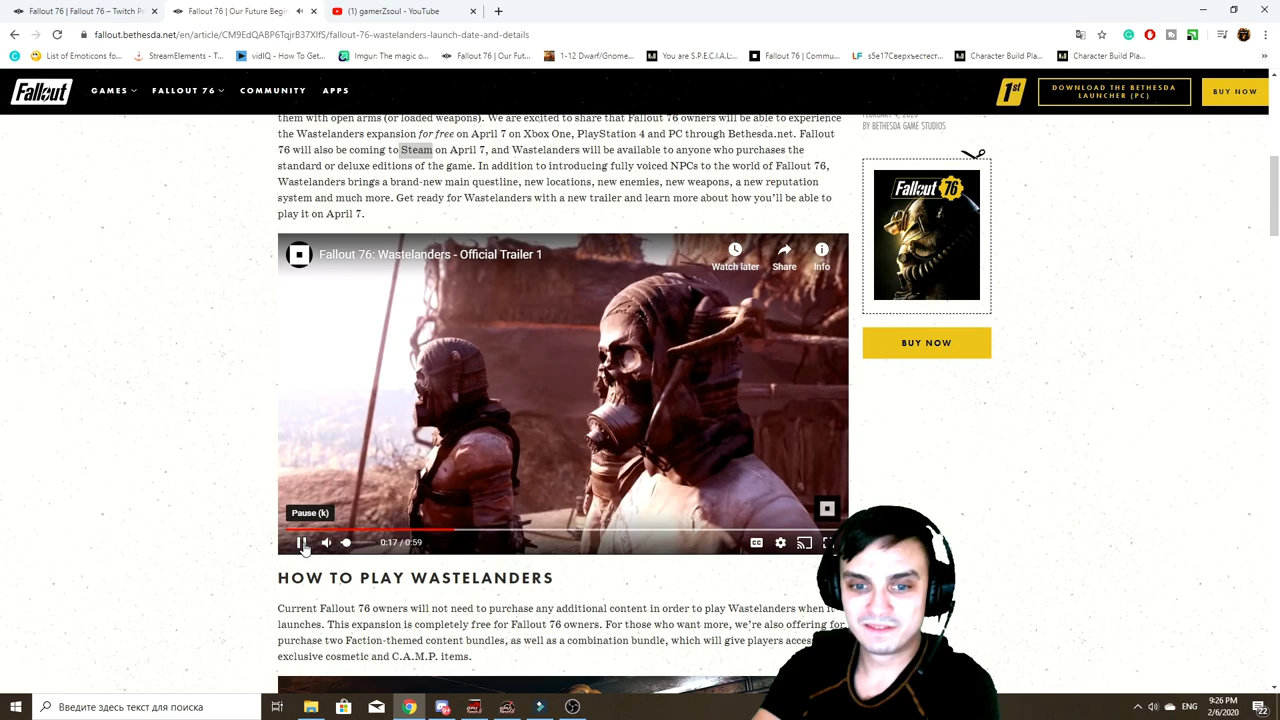 Fallout 76 | Fallout 76 – Wastel
Fallout 76 | Fallout 76: Wastelan
(1) gamerZsoul - YouTube
fallout.bethesda.net/en/article/CM9EdQABP6TqjrB37XIfS/fallout-76-wastelanders-launch-date-and-details
List of Emoticons fo...
StreamElements - T...
vidIQ - How To Get...
Imgur: The magic o...
Fallout 76 | Our Fut...
1-12 Dwarf/Gnome...
You are S.P.E.C.I.A.L:...
Fallout 76 | Commu...
LF s5e17Сверхъестест...
Character Build Pla...
Character Build Pla...
Fallout
GAMES
FALLOUT 76
COMMUNITY
APPS
1st
DOWNLOAD THE BETHESDA
LAUNCHER (PC)
BUY NOW
them with open arms (or loaded weapons). We are excited to share that Fallout 76 owners will be able to experience
the Wastelanders expansion for free on April 7 on Xbox One, PlayStation 4 and PC through Bethesda.net. Fallout
76 will also be coming to Steam on April 7, and Wastelanders will be available to anyone who purchases the
standard or deluxe editions of the game. In addition to introducing fully voiced NPCs to the world of Fallout 76,
Wastelanders brings a brand-new main questline, new locations, new enemies, new weapons, a new reputation
system and much more. Get ready for Wastelanders with a new trailer and learn more about how you'll be able to
play it on April 7.
BY BETHESDA GAME STUDIOS
Fallout 76
BUY NOW
Fallout 76: Wastelanders - Official Trailer 1
Watch later
Share
Info
Pause (k)
0:17 / 0:59
CC
HOW TO PLAY WASTELANDERS
Current Fallout 76 owners will not need to purchase any additional content in order to play Wastelanders when it
launches. This expansion is completely free for Fallout 76 owners. For those who want more, we're also offering for
purchase two Faction-themed content bundles, as well as a combination bundle, which will give players
exclusive cosmetic and C.A.M.P. items.
Введите здесь текст для поиска
ENG
9:26 PM
2/6/2020
22